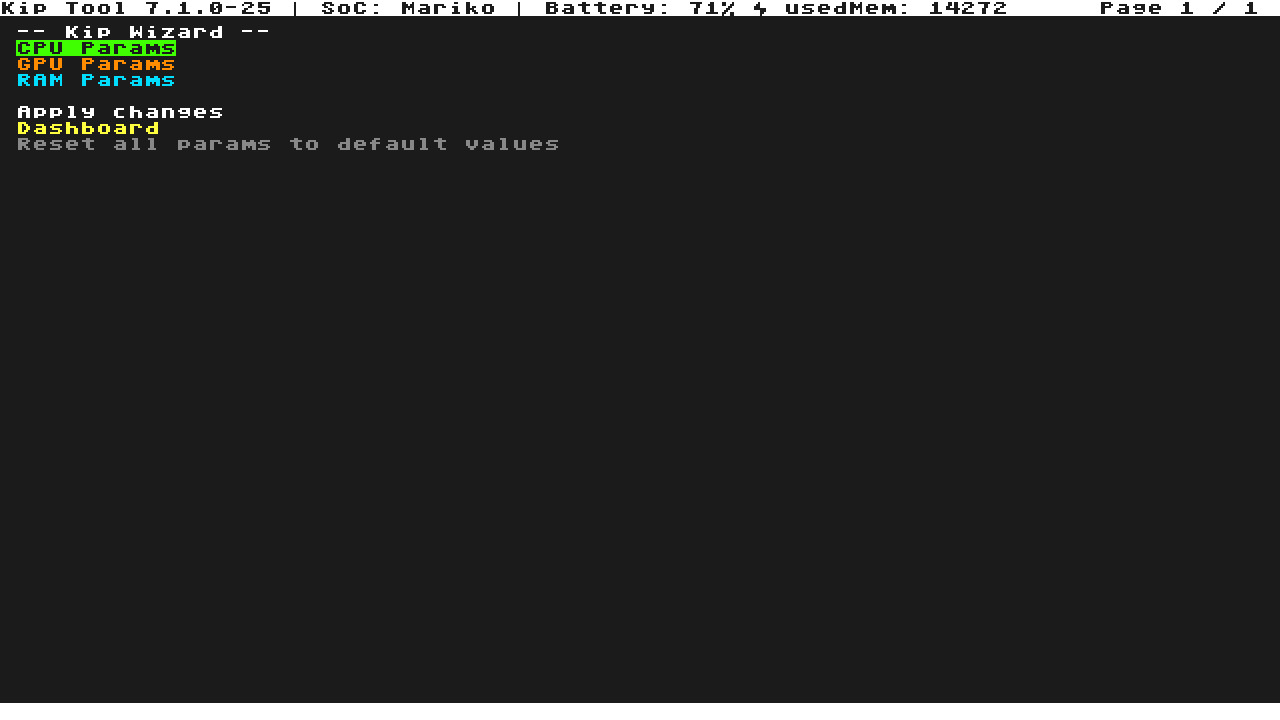 Kip Tool 7.1.0-25 | SoC: Mariko | Battery: 71% ϟ usedMem: 14272 Page 1 / 1
-- Kip Wizard --
CPU Params
GPU Params
RAM Params
Apply changes
Dashboard
Reset all params to default values